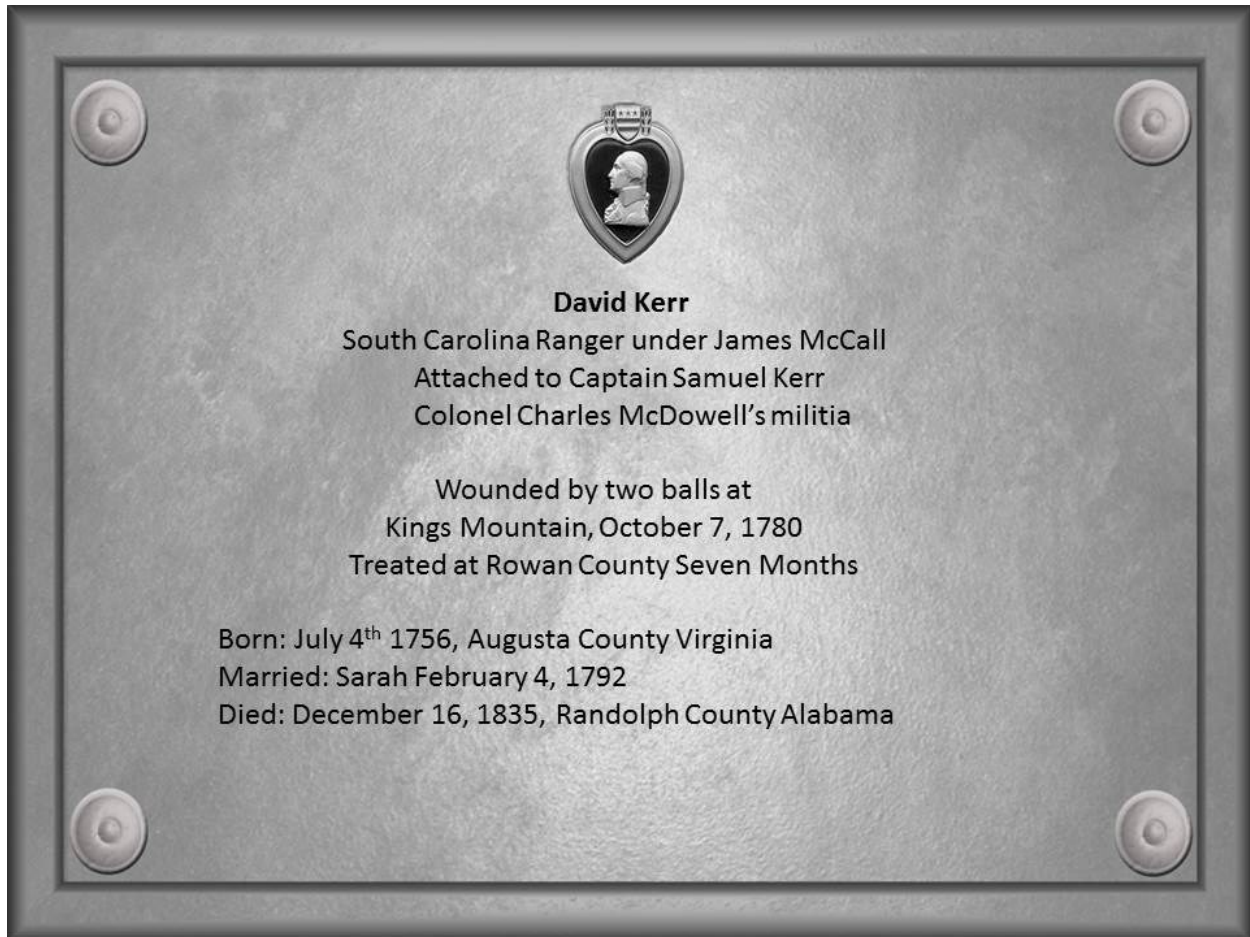 David Kerr
South Carolina Ranger under James McCall
Attached to Captain Samuel Kerr
Colonel Charles McDowell’s militia
Wounded by two balls at
Kings Mountain, October 7, 1780
Treated at Rowan County Seven Months
Born: July 4th 1756, Augusta County Virginia
Married: Sarah February 4, 1792
Died: December 16, 1835, Randolph County Alabama